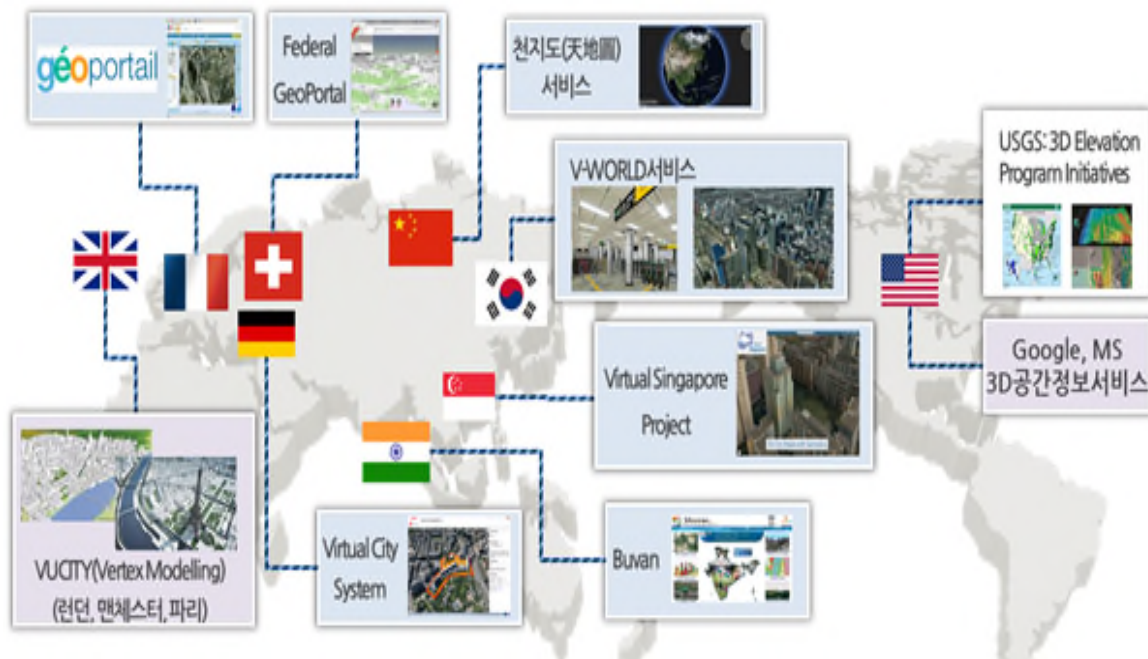 géoportail
Federal
GeoPortal
천지도(天地圖)
서비스
V-WORLD서비스
USGS: 3D Elevation
Program Initiatives
Virtual Singapore
Project
Google, MS
3D공간정보서비스
VUCITY(Vertex Modelling)
(런던, 맨체스터, 파리)
Virtual City
System
Buvan